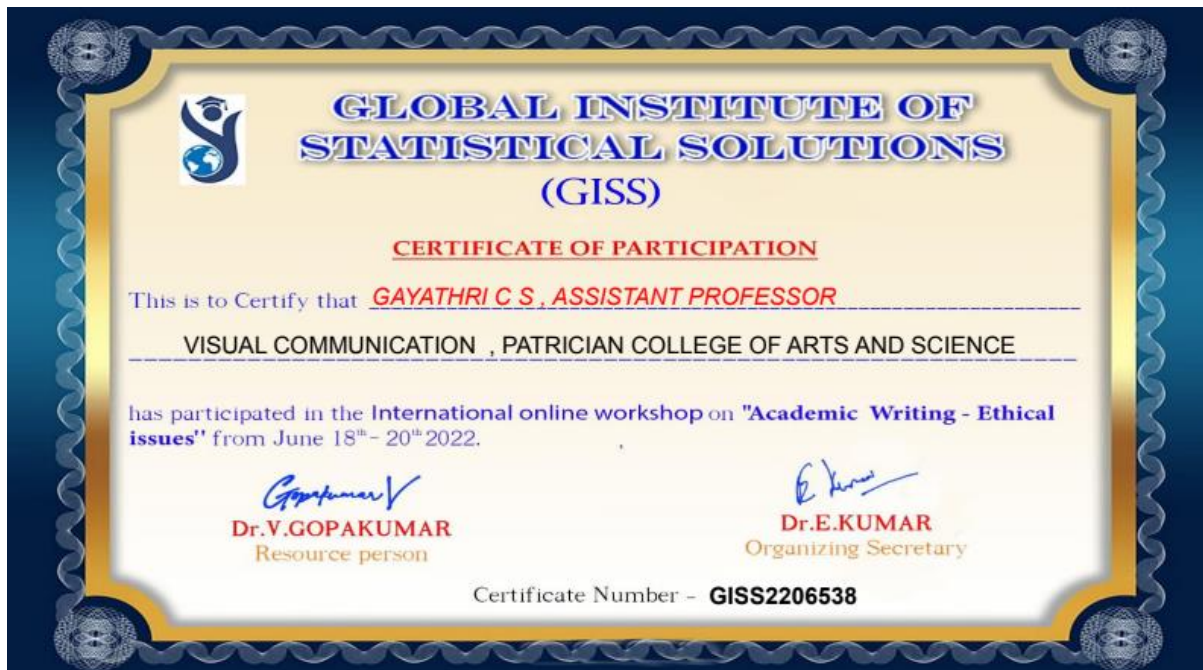 GLOBAL INSTITUTE OF
STATISTICAL SOLUTIONS
(GISS)
CERTIFICATE OF PARTICIPATION
This is to Certify that GAYATHRI C S , ASSISTANT PROFESSOR
VISUAL COMMUNICATION , PATRICIAN COLLEGE OF ARTS AND SCIENCE
has participated in the International online workshop on "Academic Writing - Ethical
issues" from June 18th - 20th 2022.
Gopakumar V
E Kumar
Dr.V.GOPAKUMAR
Dr.E.KUMAR
Resource person
Organizing Secretary
Certificate Number - GISS2206538